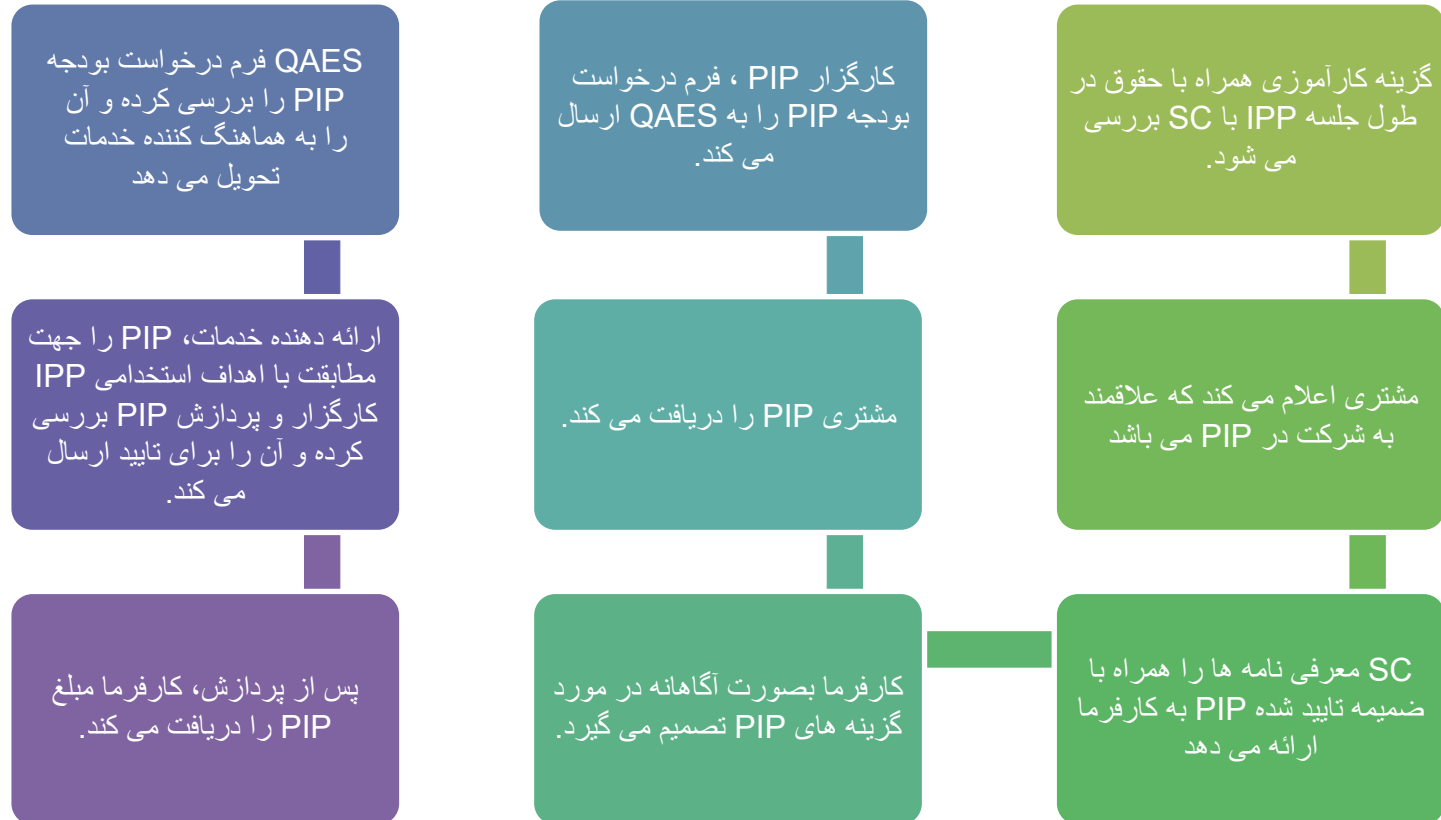 گزینه کارآموزی همراه با حقوق در
طول جلسه IPP با SC بررسی
می شود.
مشتری اعلام می کند که علاقمند
به شرکت در PIP می باشد
SC معرفی نامه ها را همراه با
ضمیمه تایید شده PIP به کارفرما
ارائه می دهد
کارفرما بصورت آگاهانه در مورد
گزینه های PIP تصمیم می گیرد.
مشتری PIP را دریافت می کند.
کارگزار PIP ، فرم درخواست
بودجه PIP را به QAES ارسال
می کند.
QAES فرم درخواست بودجه
PIP را بررسی کرده و آن
را به هماهنگ کننده خدمات
تحویل می دهد
ارائه دهنده خدمات، PIP را جهت
مطابقت با اهداف استخدامی IPP
کارگزار و پردازش PIP بررسی
کرده و آن را برای تایید ارسال
می کند.
پس از پردازش، کارفرما مبلغ
PIP را دریافت می کند.